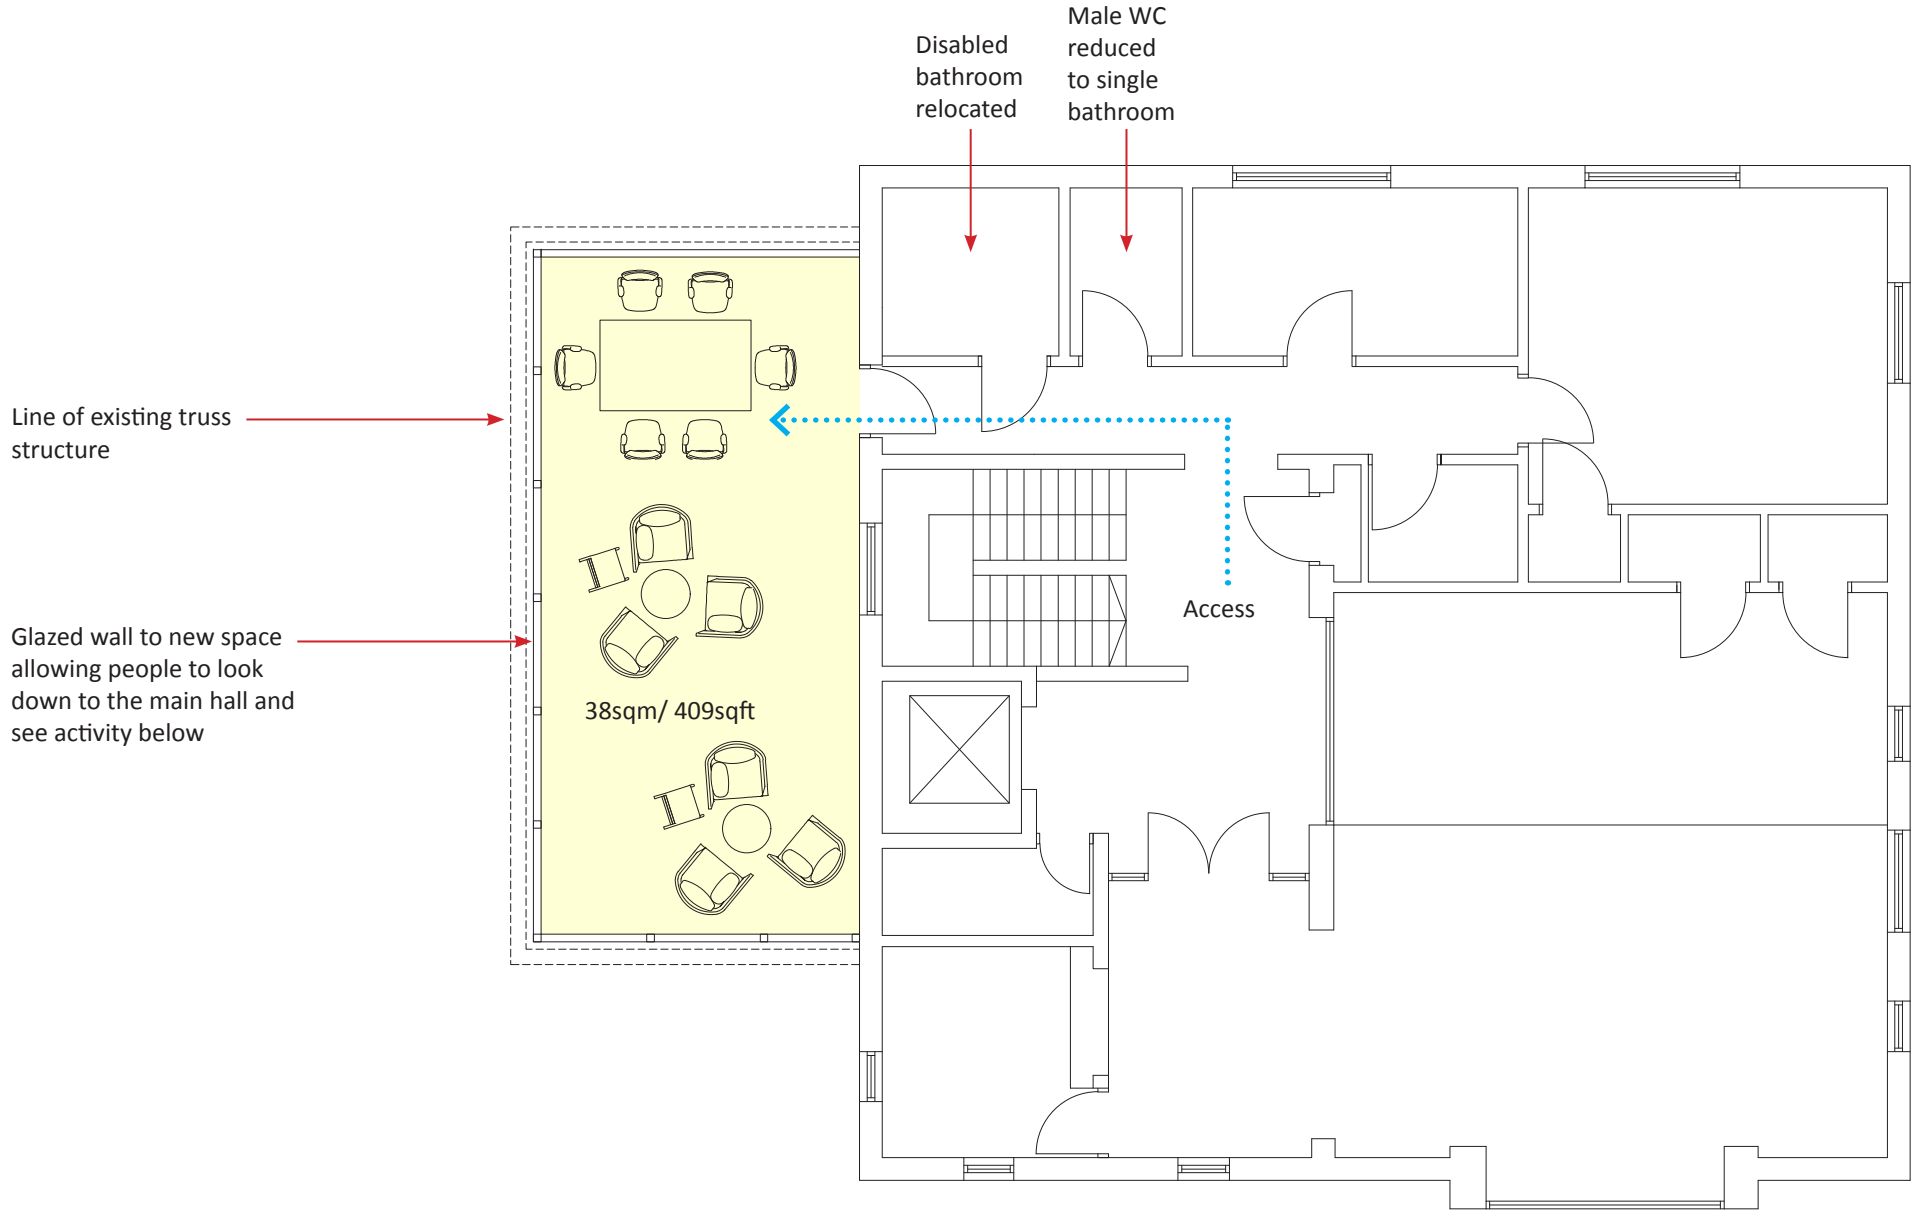 Male WC
reduced
to single
bathroom
Disabled
bathroom
relocated
Line of existing truss
structure
Access
Glazed wall to new space
allowing people to look
down to the main hall and
see activity below
38sqm/ 409sqft